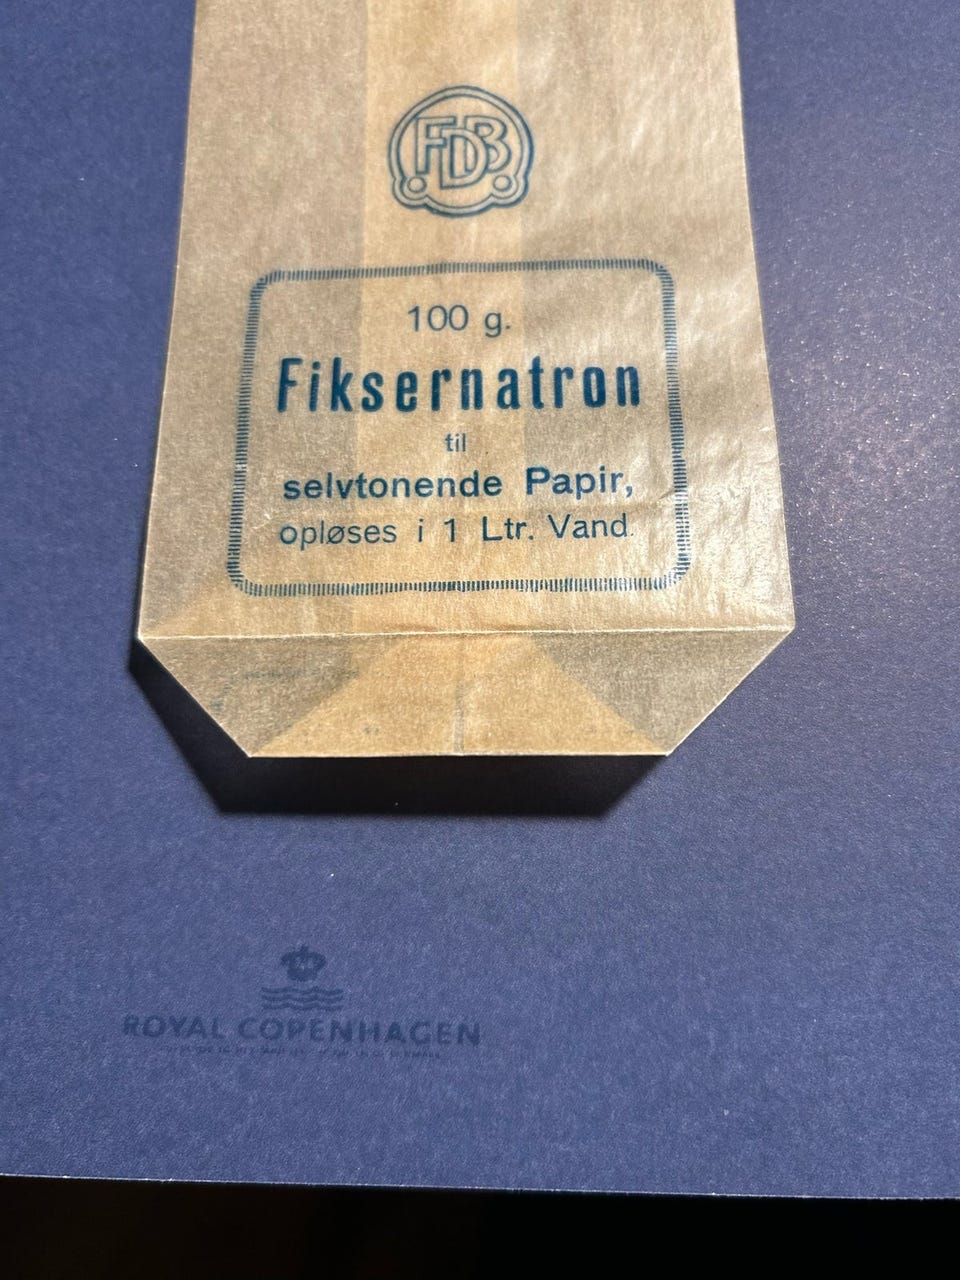 FDB
100 g.
Fiksernatron
til
selvtonende Papir,
opløses i 1 Ltr. Vand.
ROYAL COPENHAGEN